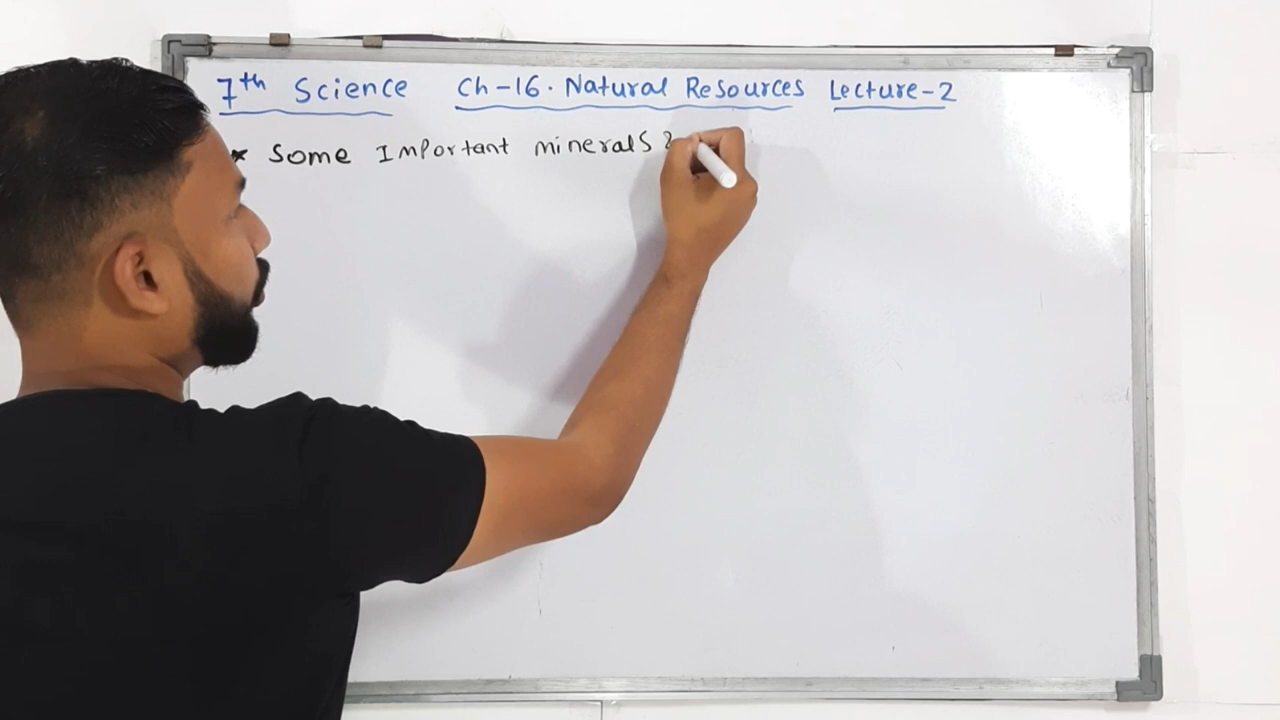 7th Science Ch-16. Natural Resources Lecture-2
* Some Important minerals &